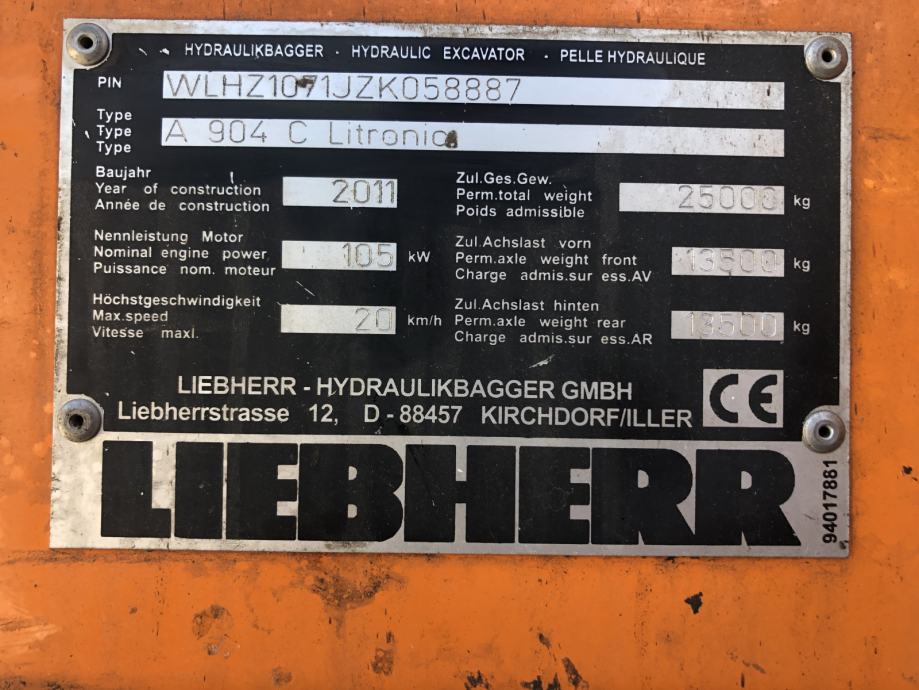 HYDRAULIKBAGGER · HYDRAULIC EXCAVATOR · PELLE HYDRAULIQUE
PIN WLHZ1071JZK058887
Type
Type A 904 C Litronic
Type
Baujahr
Year of construction 2011
Année de construction
Zul.Ges.Gew.
Perm.total weight 25000 kg
Poids admissible
Nennleistung Motor
Nominal engine power 105 kW
Puissance nom. moteur
Zul.Achslast vorn
Perm.axle weight front 13500 kg
Charge admis.sur ess.AV
Höchstgeschwindigkeit
Max.speed 20 km/h
Vitesse maxl.
Zul.Achslast hinten
Perm.axle weight rear 13500 kg
Charge admis.sur ess.AR
LIEBHERR - HYDRAULIKBAGGER GMBH
Liebherrstrasse 12, D - 88457 KIRCHDORF/ILLER
CE
LIEBHERR
94017881